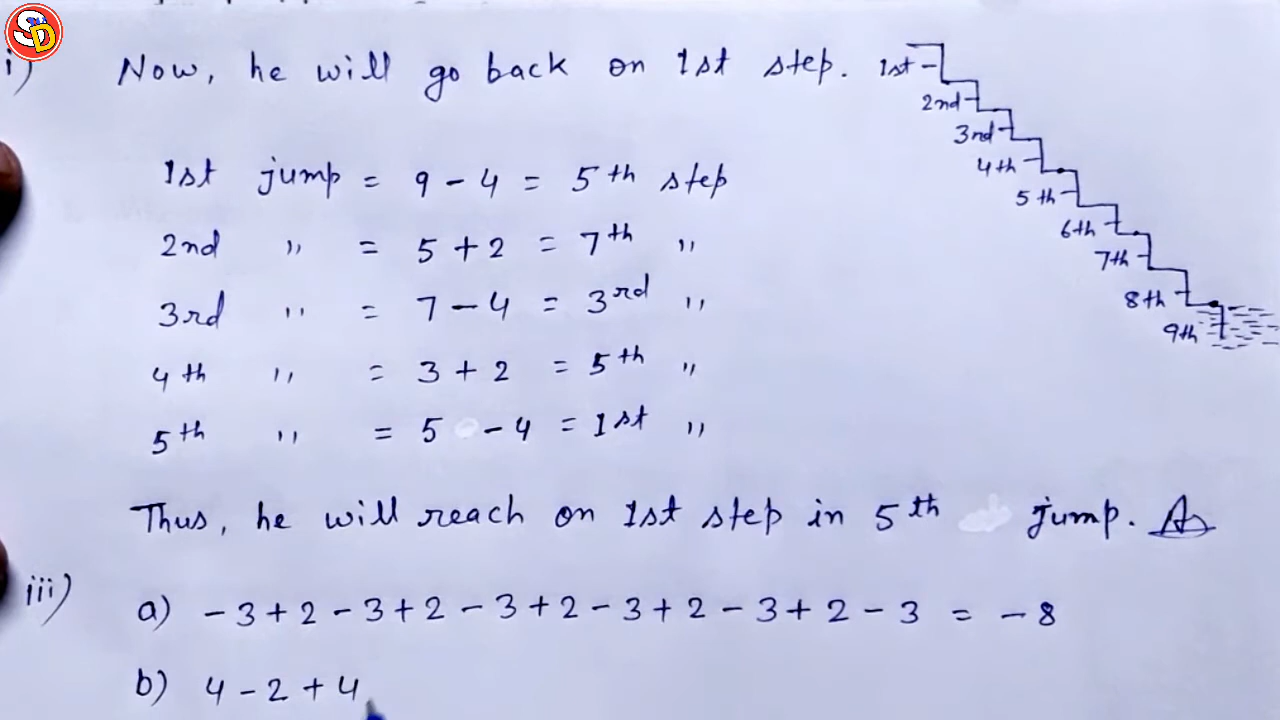 SD
i) Now, he will go back on 1st step.
1st
2nd
3rd
4th
5th
6th
7th
8th
9th
1st jump = 9 - 4 = 5th step
2nd " = 5 + 2 = 7th "
3rd " = 7 - 4 = 3rd "
4th " = 3 + 2 = 5th "
5th " = 5 - 4 = 1st "
Thus, he will reach on 1st step in 5th jump.
iii) a) - 3 + 2 - 3 + 2 - 3 + 2 - 3 + 2 - 3 + 2 - 3 = - 8
b) 4 - 2 + 4